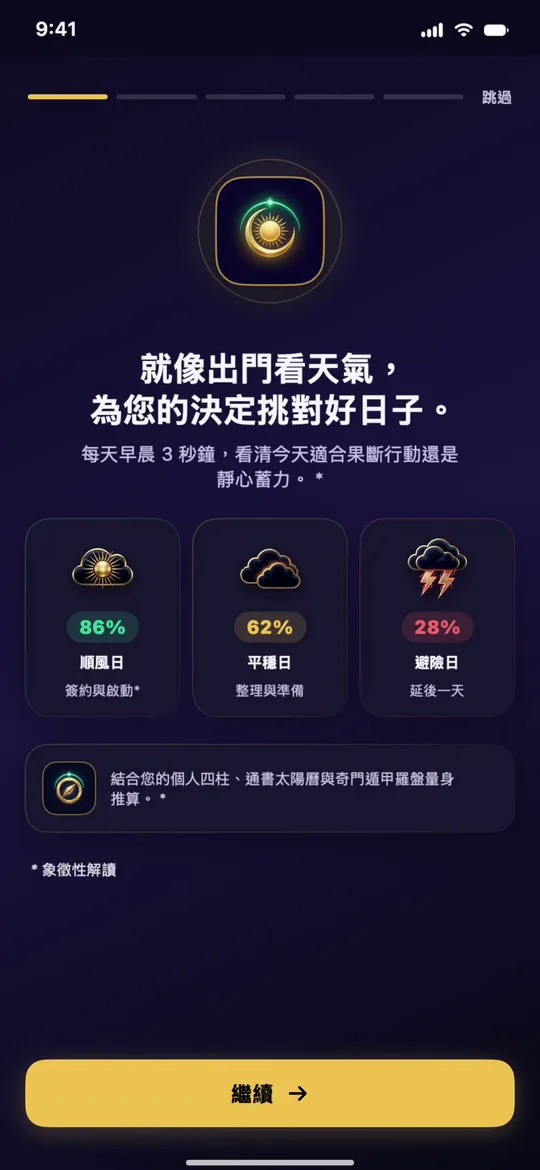 9:41
跳過
就像出門看天氣，
為您的決定挑對好日子。
每天早晨 3 秒鐘，看清今天適合果斷行動還是
靜心蓄力。 *
86%
順風日
簽約與啟動*
62%
平穩日
整理與準備
28%
避險日
延後一天
結合您的個人四柱、通書太陽曆與奇門遁甲羅盤量身
推算。 *
* 象徵性解讀
繼續 →